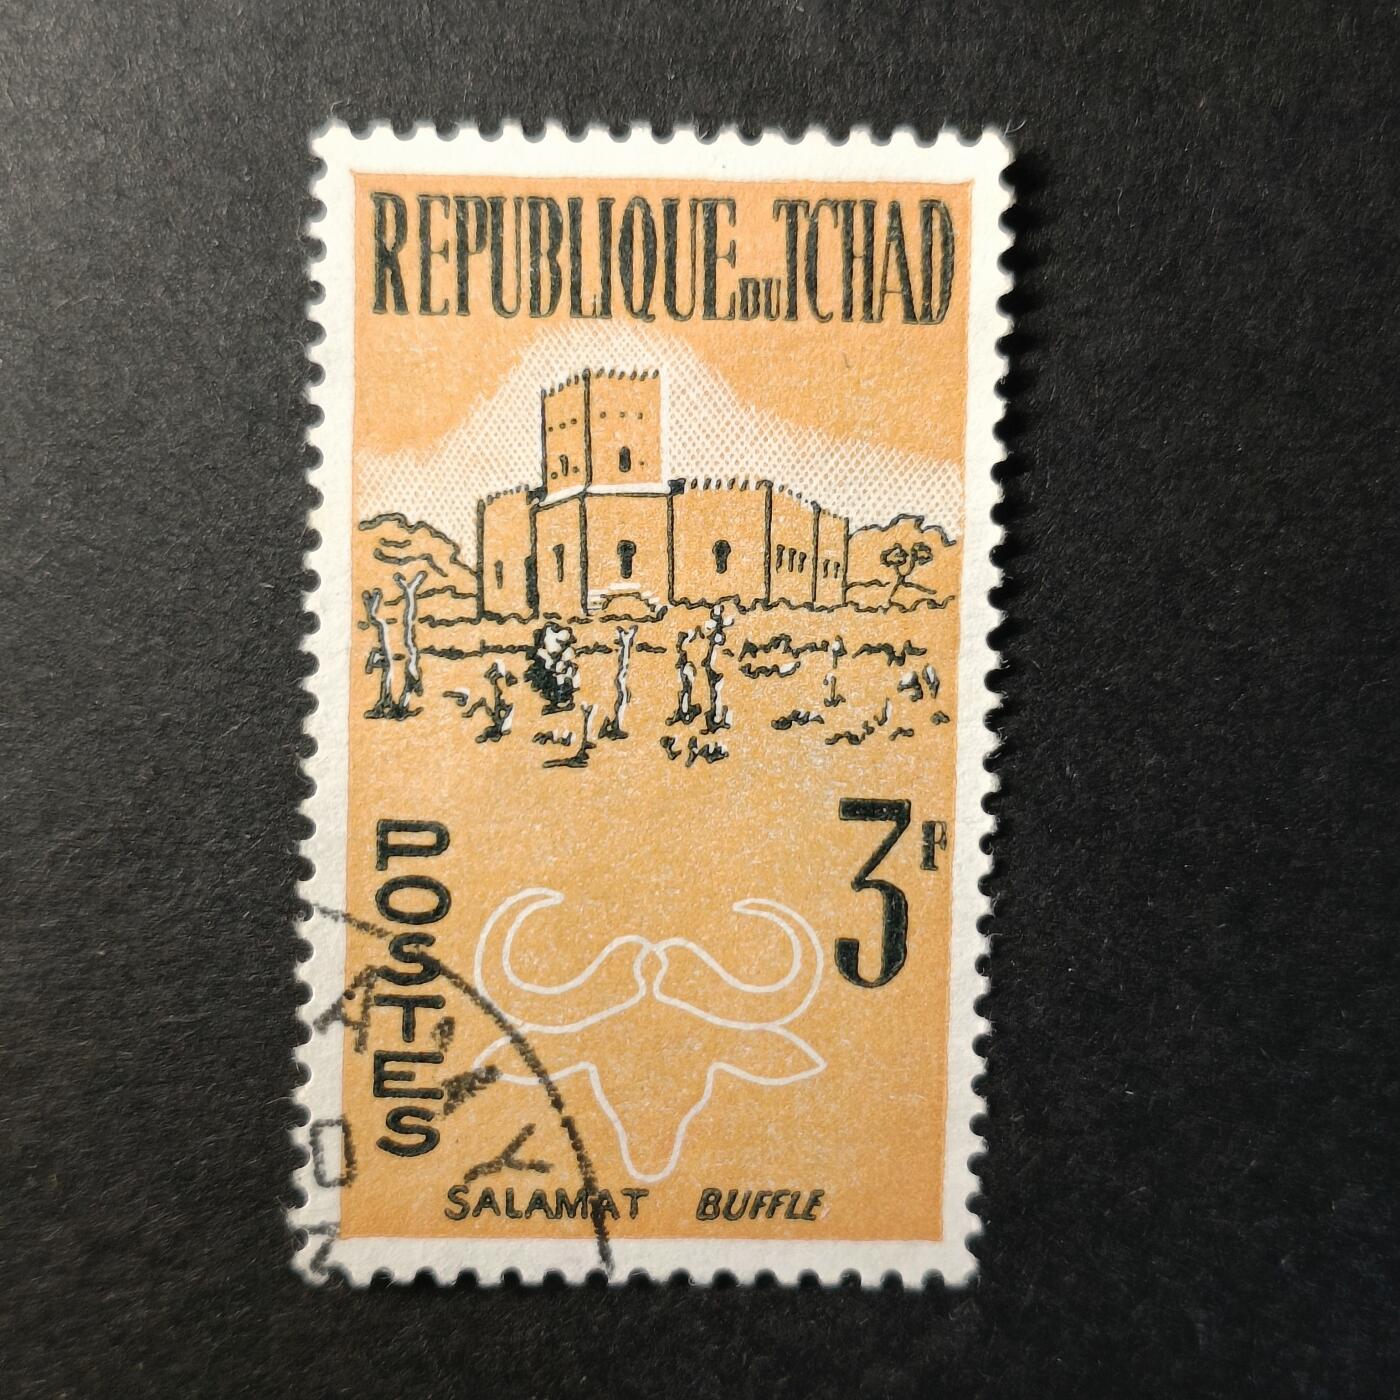 REPUBLIQUE DU TCHAD
3F
POSTES
SALAMAT BUFFLE